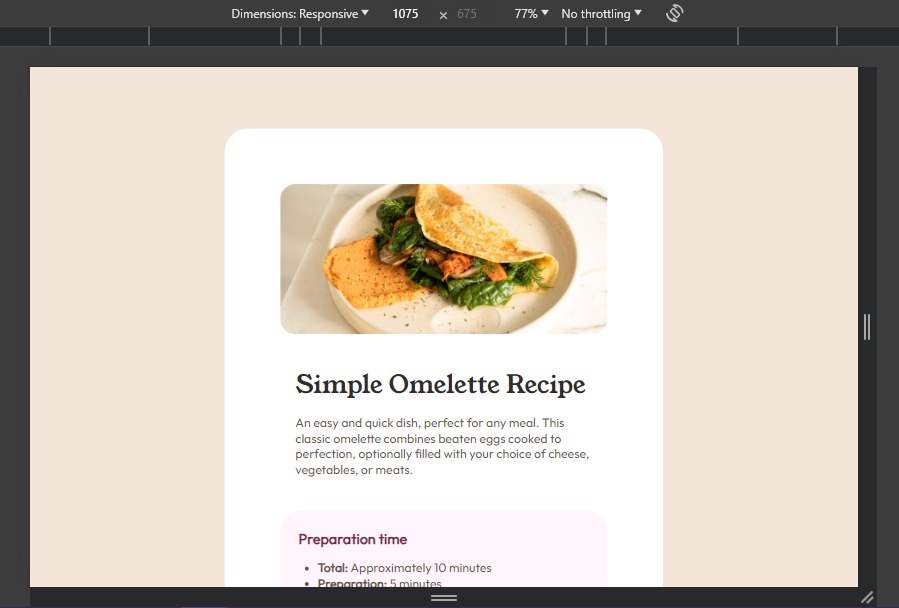 Dimensions: Responsive 1075 × 675 77% No throttling
Simple Omelette Recipe
An easy and quick dish, perfect for any meal. This
classic omelette combines beaten eggs cooked to
perfection, optionally filled with your choice of cheese,
vegetables, or meats.
Preparation time
• Total: Approximately 10 minutes
• Preparation: 5 minutes